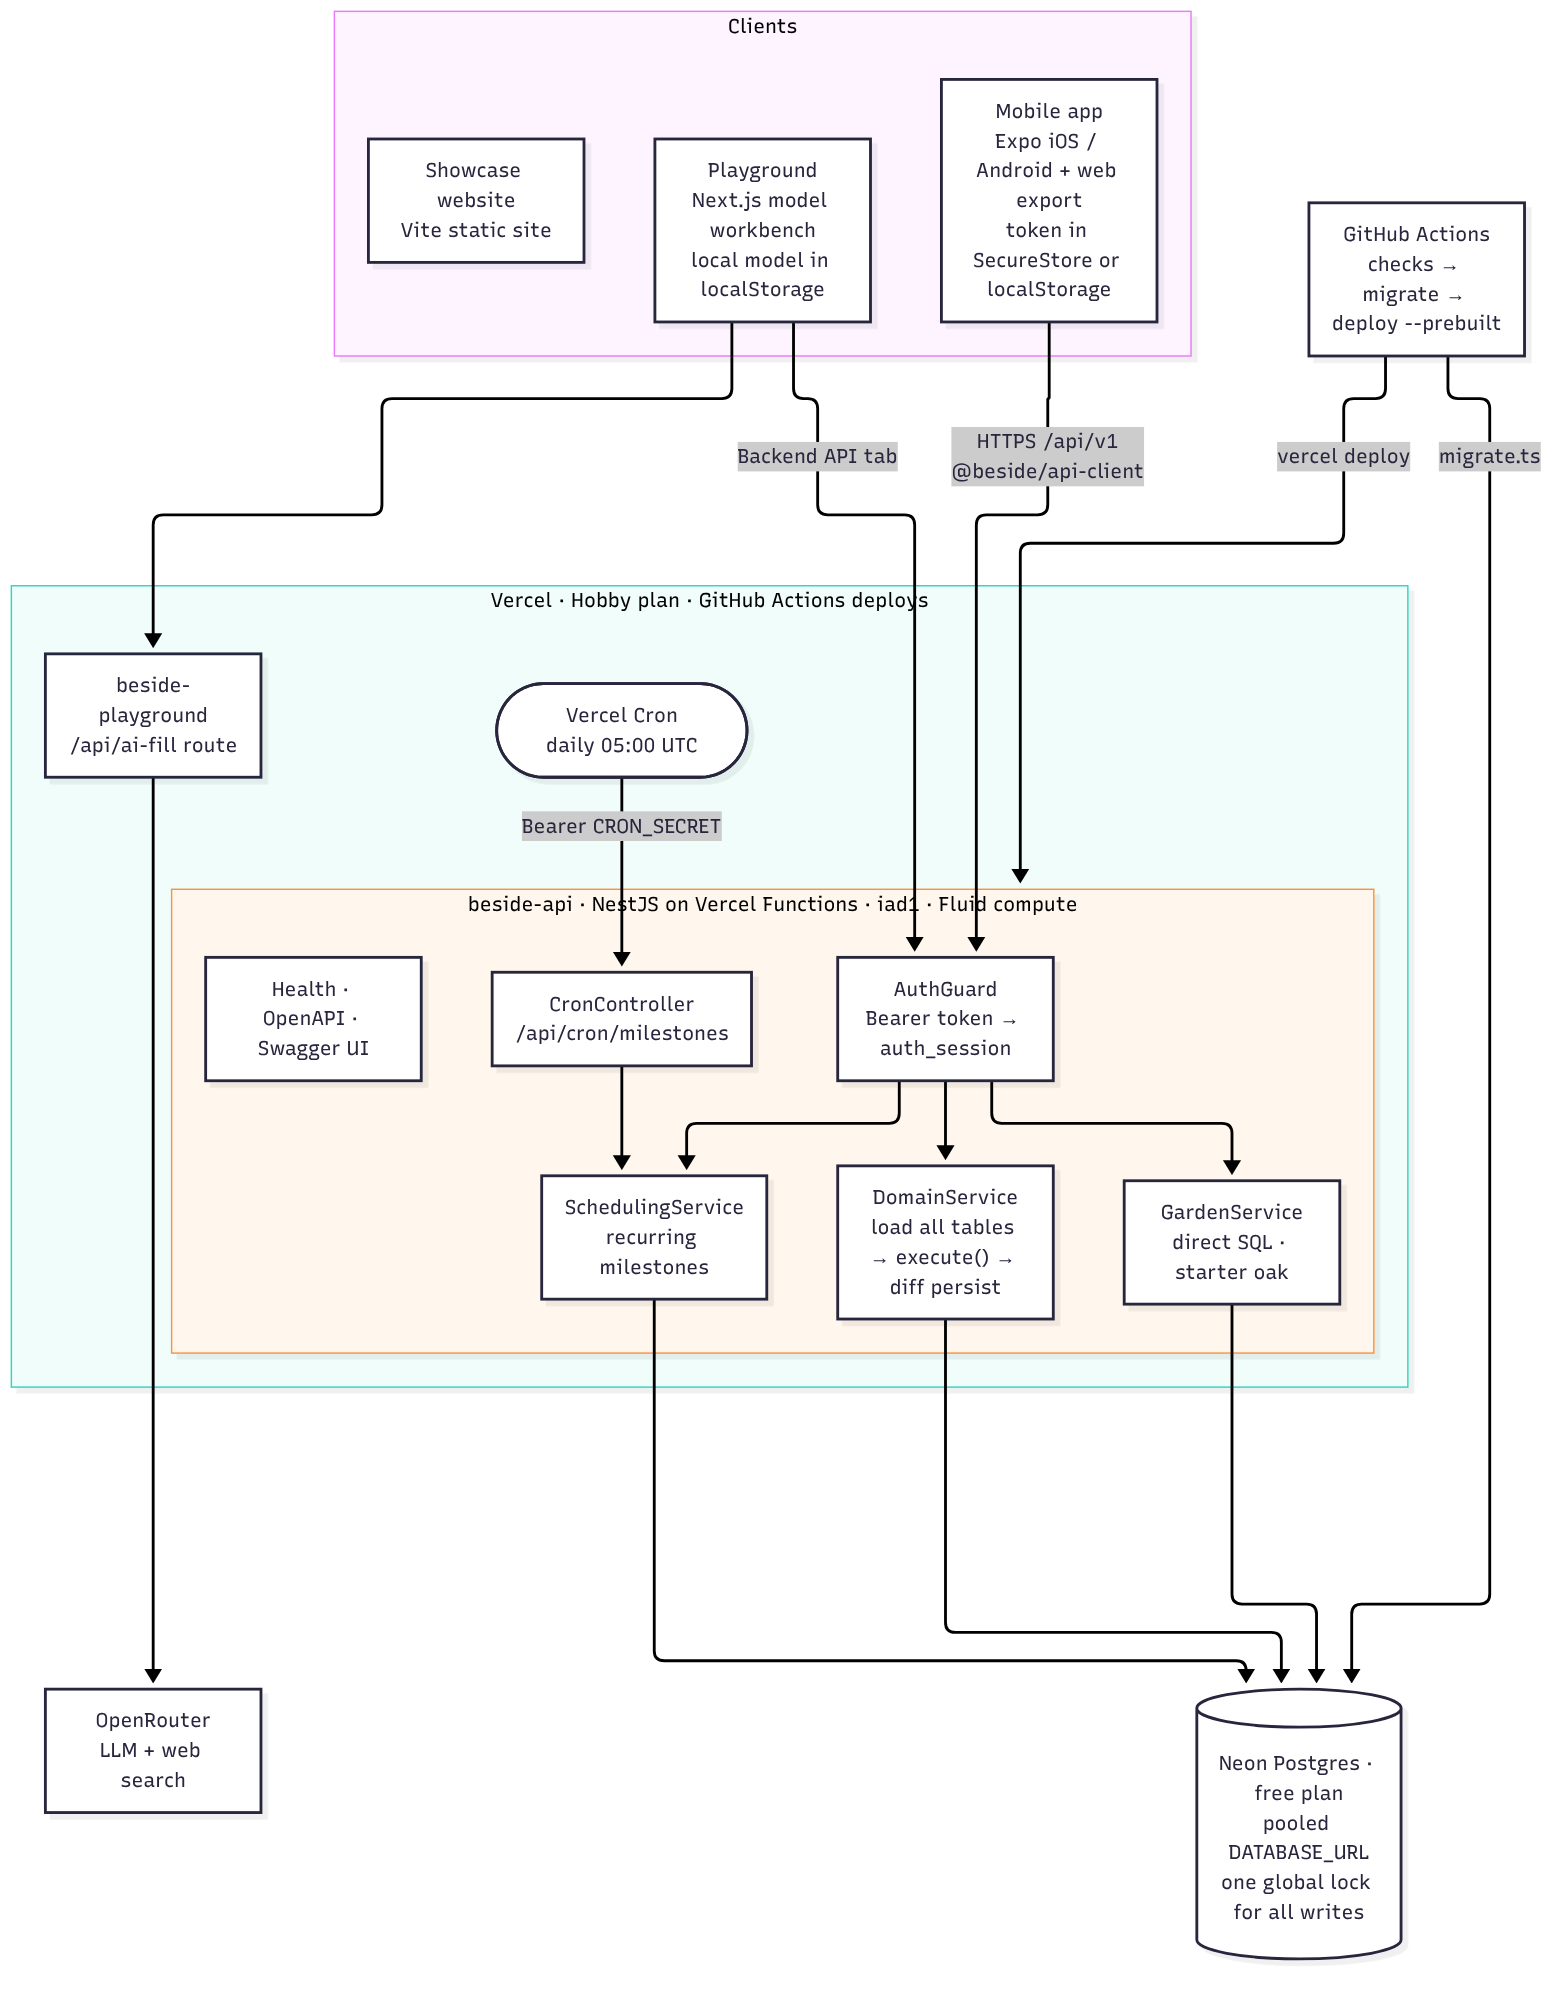 Clients
Showcase
website
Vite static site
Playground
Next.js model
workbench
local model in
localStorage
Mobile app
Expo iOS /
Android + web
export
token in
SecureStore or
localStorage
GitHub Actions
checks →
migrate →
deploy --prebuilt
Backend API tab
HTTPS /api/v1
@beside/api-client
vercel deploy
migrate.ts
Vercel · Hobby plan · GitHub Actions deploys
beside-
playground
/api/ai-fill route
Vercel Cron
daily 05:00 UTC
Bearer CRON_SECRET
beside-api · NestJS on Vercel Functions · iad1 · Fluid compute
Health ·
OpenAPI ·
Swagger UI
CronController
/api/cron/milestones
AuthGuard
Bearer token →
auth_session
SchedulingService
recurring
milestones
DomainService
load all tables
→ execute() →
diff persist
GardenService
direct SQL ·
starter oak
OpenRouter
LLM + web
search
Neon Postgres ·
free plan
pooled
DATABASE_URL
one global lock
for all writes